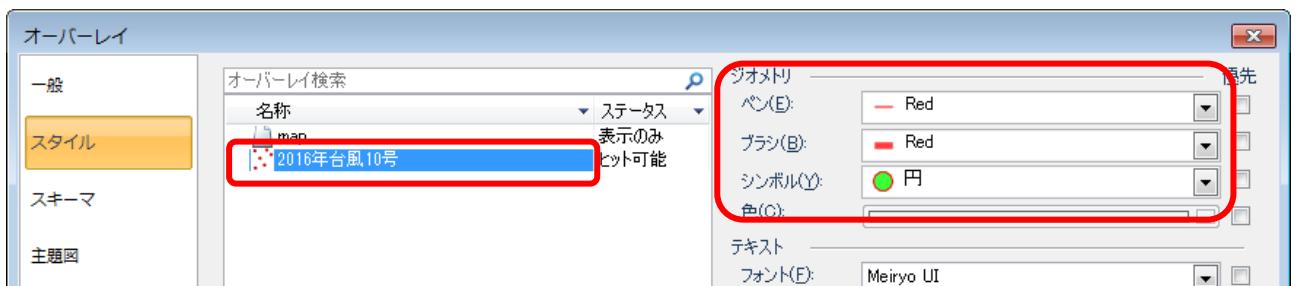 オーバーレイ
一般
スタイル
スキーマ
主題図
オーバーレイ検索
名称 ステータス
map 表示のみ
2016年台風10号 ヒット可能
ジオメトリ 優先
ペン(E): Red
ブラシ(B): Red
シンボル(Y): 円
色(C):
テキスト
フォント(F): Meiryo UI